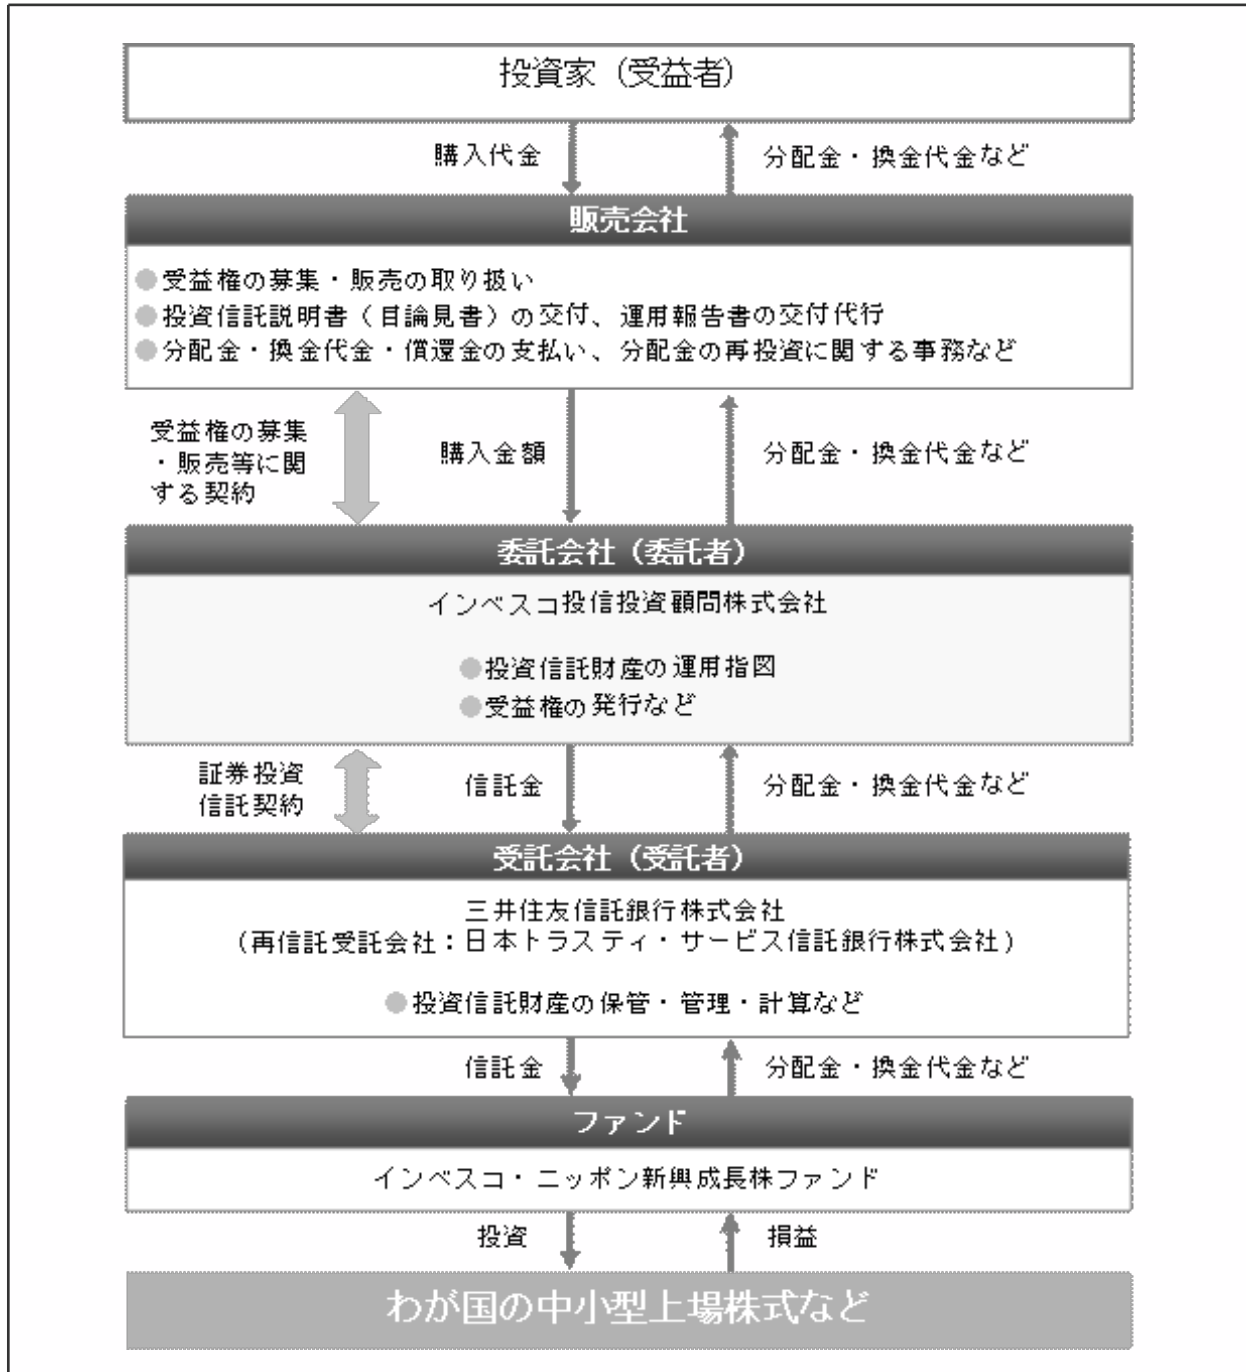 投資家（受益者）
購入代金
分配金・換金代金など
販売会社
●受益権の募集・販売の取り扱い
●投資信託説明書（目論見書）の交付、運用報告書の交付代行
●分配金・換金代金・償還金の支払い、分配金の再投資に関する事務など
受益権の募集
・販売等に関
する契約
購入金額
分配金・換金代金など
委託会社（委託者）
インベスコ投信投資顧問株式会社
●投資信託財産の運用指図
●受益権の発行など
証券投資
信託契約
信託金
分配金・換金代金など
受託会社（受託者）
三井住友信託銀行株式会社
（再信託受託会社：日本トラスティ・サービス信託銀行株式会社）
●投資信託財産の保管・管理・計算など
信託金
分配金・換金代金など
ファンド
インベスコ・ニッポン新興成長株ファンド
投資
損益
わが国の中小型上場株式など